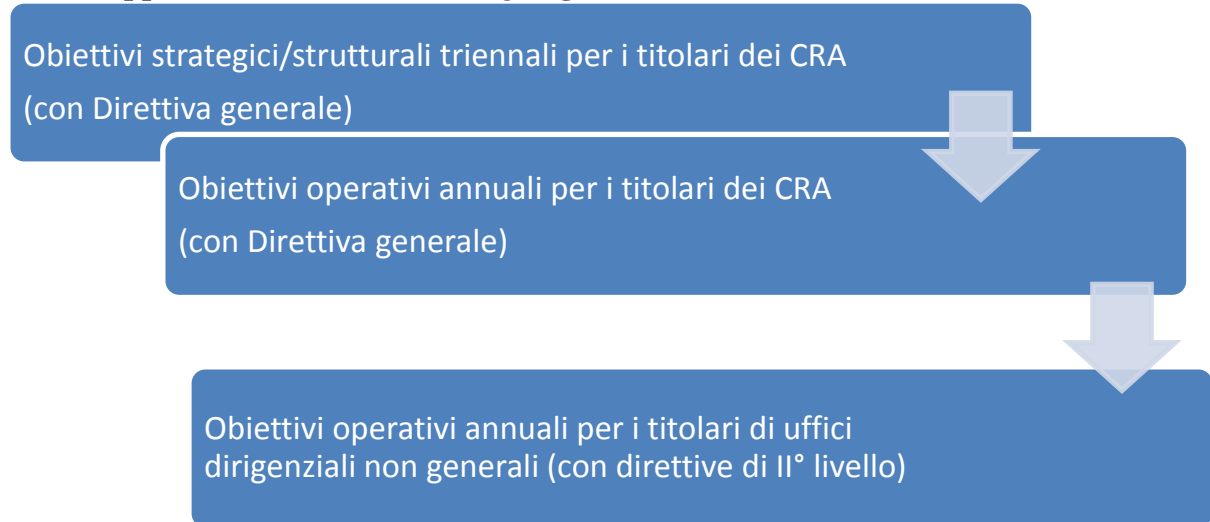 Obiettivi strategici/strutturali triennali per i titolari dei CRA
(con Direttiva generale)
Obiettivi operativi annuali per i titolari dei CRA
(con Direttiva generale)
Obiettivi operativi annuali per i titolari di uffici
dirigenziali non generali (con direttive di II° livello)